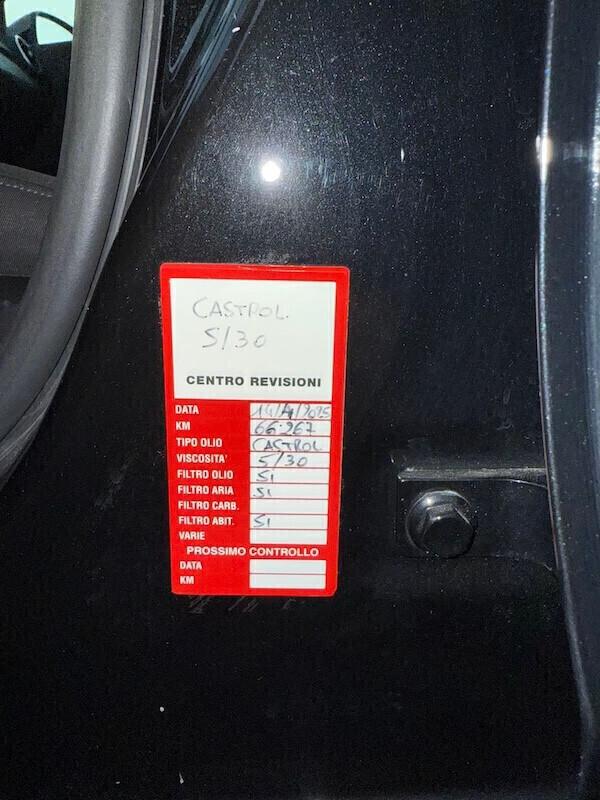 CASTROL.
5/30
CENTRO REVISIONI
DATA 14/4/2025
KM 66.267
TIPO OLIO CASTROL
VISCOSITA' 5/30
FILTRO OLIO SI
FILTRO ARIA SI
FILTRO CARB.
FILTRO ABIT. SI
VARIE
PROSSIMO CONTROLLO
DATA
KM